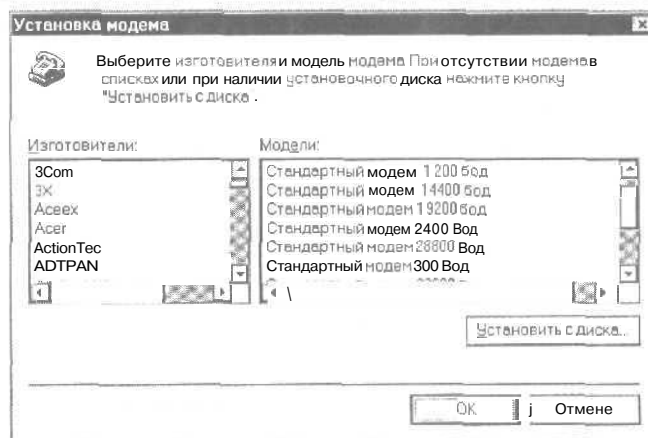 Установка модема
Выберите изготовителя и модель модема При отсутствии модема в
списках или при наличии установочного диска нажмите кнопку
"Установить с диска .
Изготовители:
Модели:
3Com
3X
Aceex
Acer
ActionTec
ADTPAN
Стандартный модем 1200 бод
Стандартный модем 14400 бод
Стандартный модем 19200 бод
Стандартный модем 2400 Вод
Стандартный модем 28800 Вод
Стандартный модем 300 Вод
Установить с диска..
OK
j Отмене